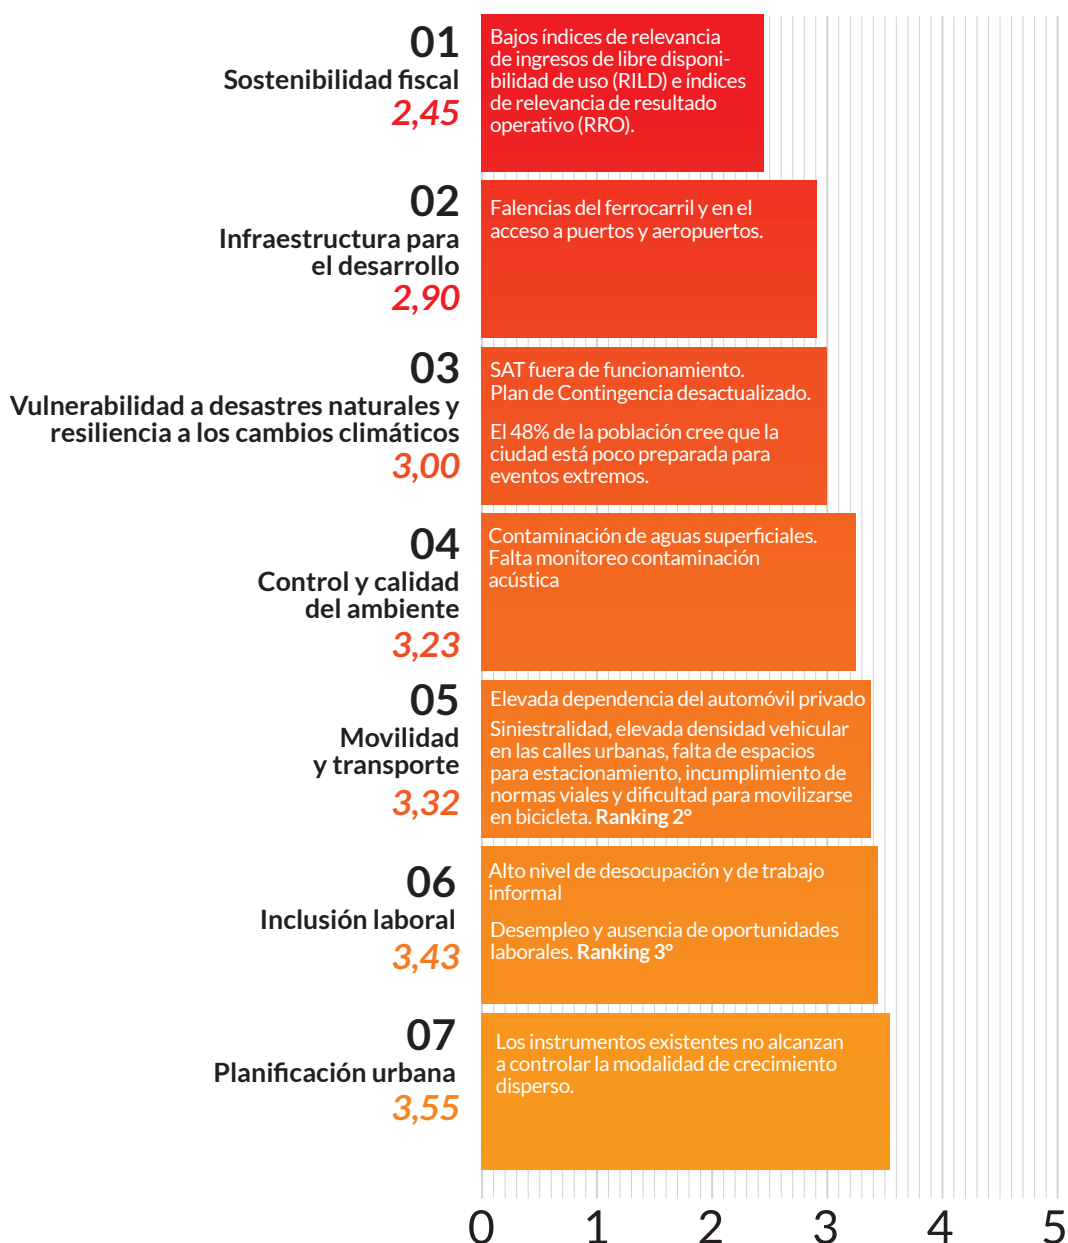 01
Sostenibilidad fiscal
2,45
Bajos índices de relevancia
de ingresos de libre disponi-
bilidad de uso (RILD) e índices
de relevancia de resultado
operativo (RRO).
02
Infraestructura para
el desarrollo
2,90
Falencias del ferrocarril y en el
acceso a puertos y aeropuertos.
03
Vulnerabilidad a desastres naturales y
resiliencia a los cambios climáticos
3,00
SAT fuera de funcionamiento.
Plan de Contingencia desactualizado.
El 48% de la población cree que la
ciudad está poco preparada para
eventos extremos.
04
Control y calidad
del ambiente
3,23
Contaminación de aguas superficiales.
Falta monitoreo contaminación
acústica
05
Movilidad
y transporte
3,32
Elevada dependencia del automóvil privado
Siniestralidad, elevada densidad vehicular
en las calles urbanas, falta de espacios
para estacionamiento, incumplimiento de
normas viales y dificultad para movilizarse
en bicicleta. Ranking 2º
06
Inclusión laboral
3,43
Alto nivel de desocupación y de trabajo
informal
Desempleo y ausencia de oportunidades
laborales. Ranking 3º
07
Planificación urbana
3,55
Los instrumentos existentes no alcanzan
a controlar la modalidad de crecimiento
disperso.
0 1 2 3 4 5